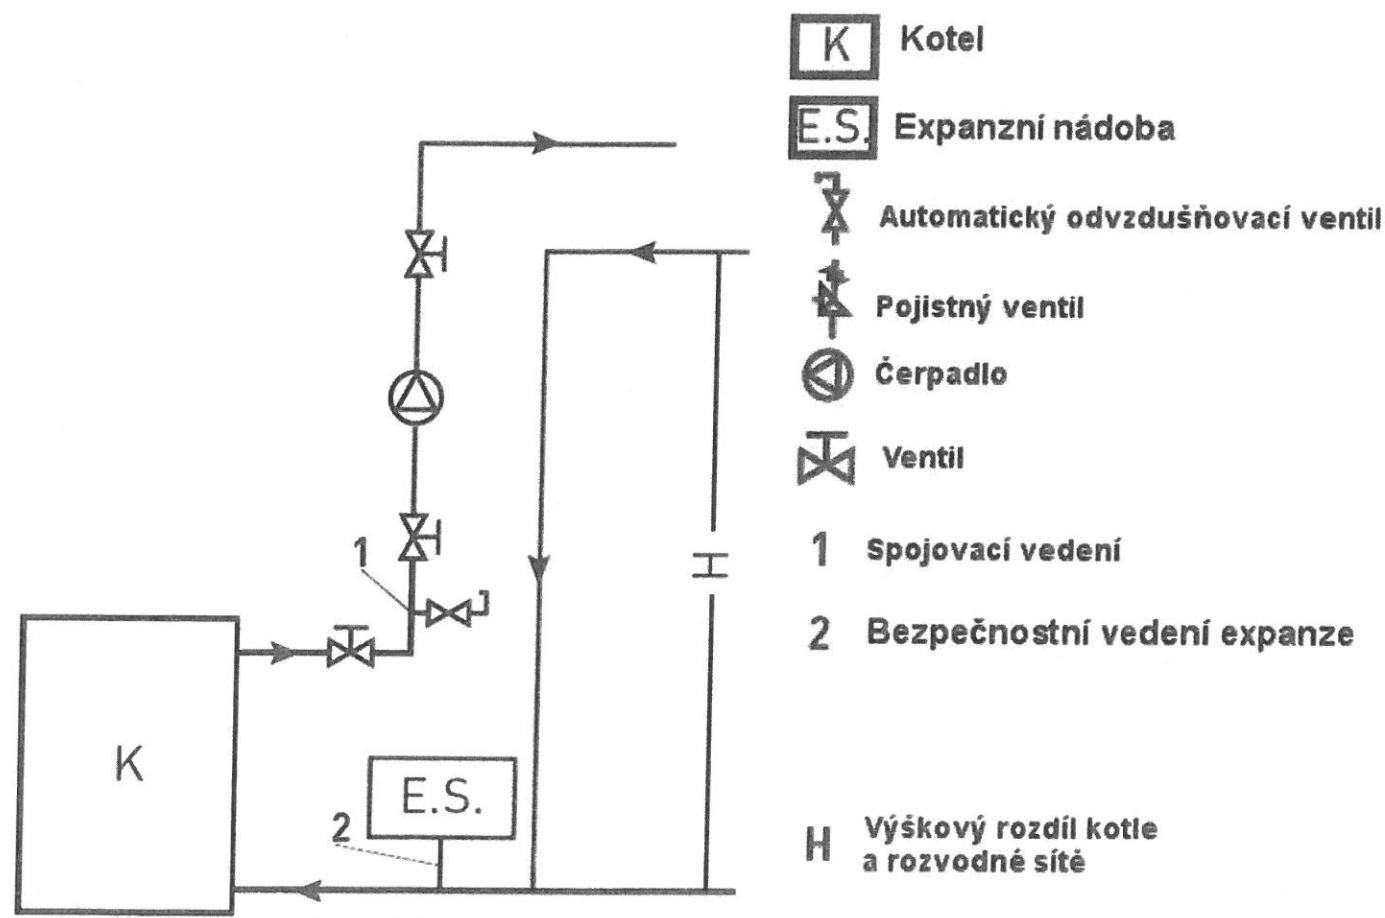 K Kotel
E.S. Expanzní nádoba
Automatický odvzdušňovací ventil
Pojistný ventil
Čerpadlo
Ventil
1 Spojovací vedení
2 Bezpečnostní vedení expanze
H Výškový rozdíl kotle
a rozvodné sítě
1
H
K
E.S.
2